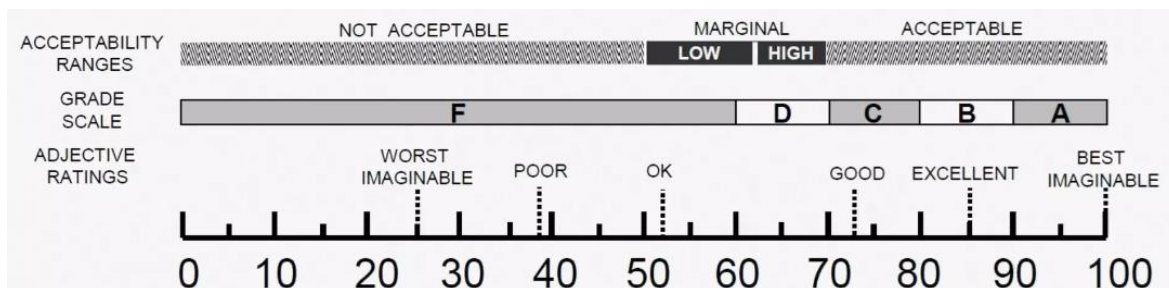 NOT ACCEPTABLE MARGINAL ACCEPTABLE
ACCEPTABILITY
RANGES
LOW HIGH
GRADE
SCALE
F D C B A
ADJECTIVE
RATINGS
WORST
IMAGINABLE
POOR
OK
GOOD
EXCELLENT
BEST
IMAGINABLE
0 10 20 30 40 50 60 70 80 90 100